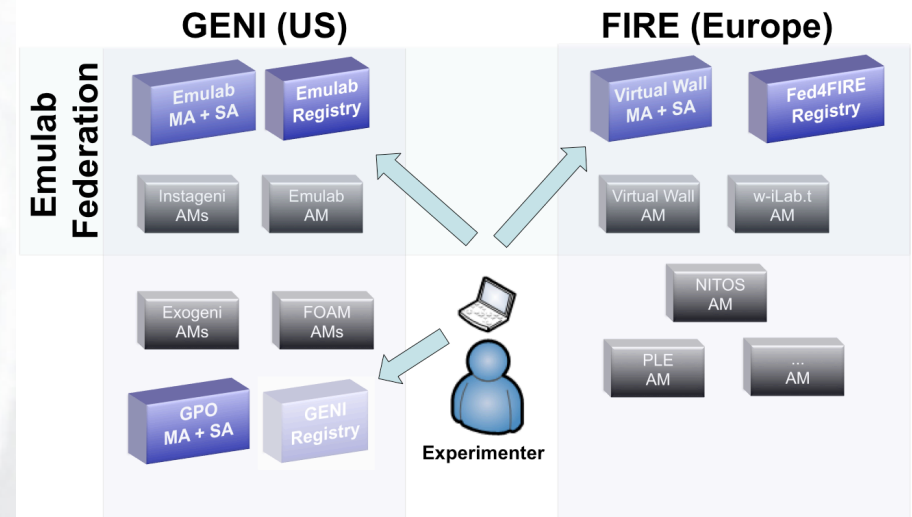 GENI (US)
FIRE (Europe)
Emulab
Federation
Emulab
MA + SA
Emulab
Registry
Virtual Wall
MA + SA
Fed4FIRE
Registry
Instageni
AMs
Emulab
AM
Virtual Wall
AM
w-iLab.t
AM
Exogeni
AMs
FOAM
AMs
NITOS
AM
PLE
AM
...
AM
GPO
MA + SA
GENI
Registry
Experimenter